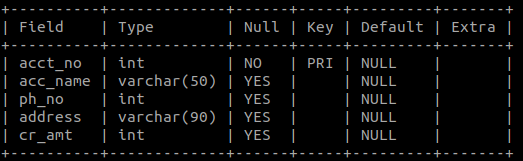 +----------+-------------+------+-----+---------+-------+
| Field    | Type        | Null | Key | Default | Extra |
+----------+-------------+------+-----+---------+-------+
| acct_no  | int         | NO   | PRI | NULL    |       |
| acc_name | varchar(50) | YES  |     | NULL    |       |
| ph_no    | int         | YES  |     | NULL    |       |
| address  | varchar(90) | YES  |     | NULL    |       |
| cr_amt   | int         | YES  |     | NULL    |       |
+----------+-------------+------+-----+---------+-------+